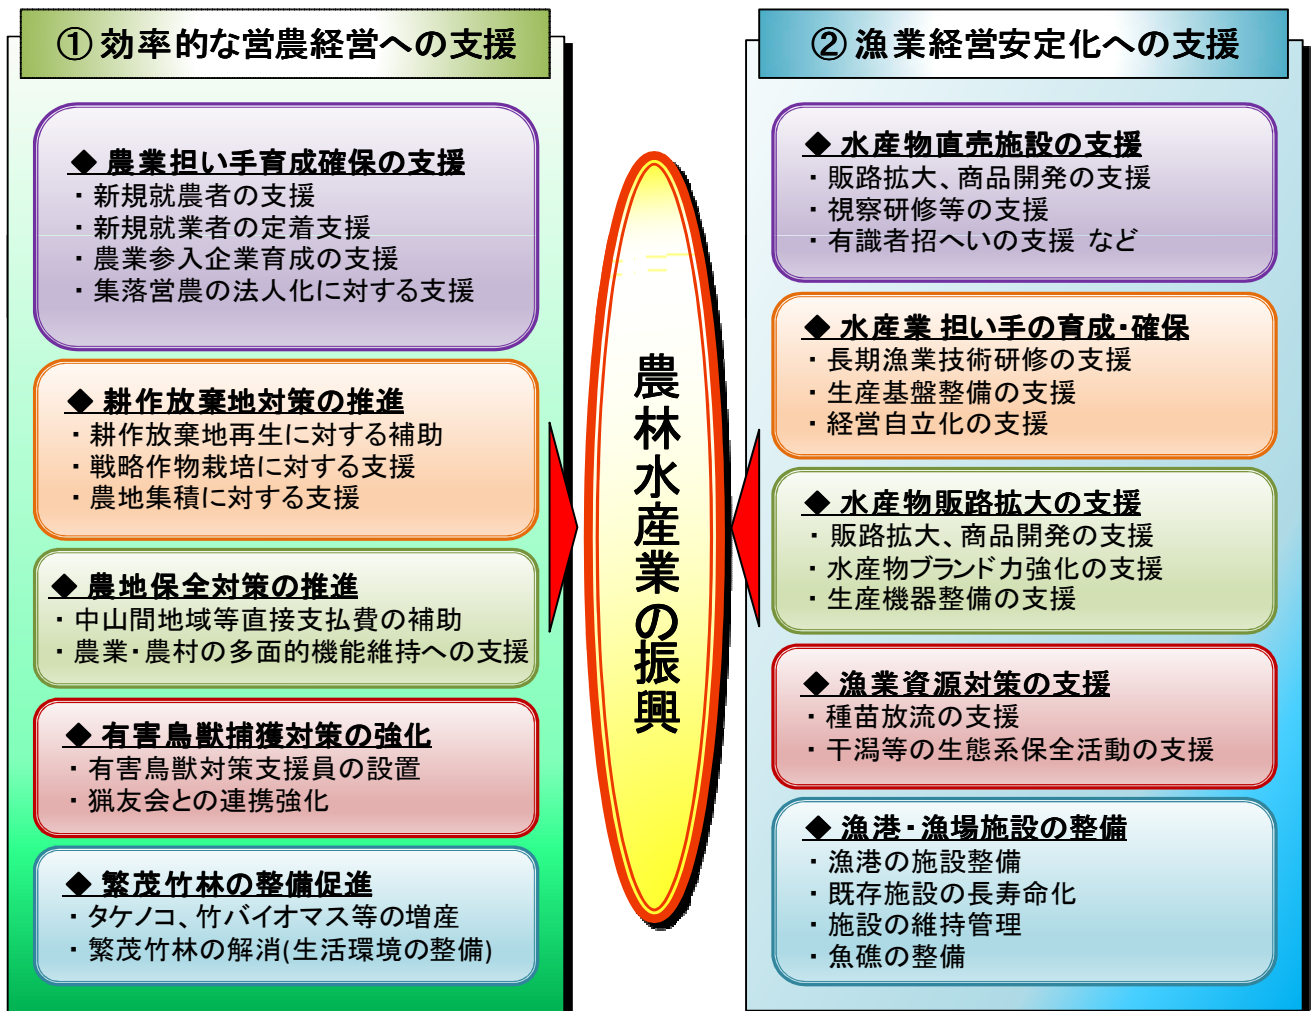 ① 効率的な営農経営への支援
◆ 農業担い手育成確保の支援
・ 新規就農者の支援
・ 新規就業者の定着支援
・ 農業参入企業育成の支援
・ 集落営農の法人化に対する支援
◆ 耕作放棄地対策の推進
・ 耕作放棄地再生に対する補助
・ 戦略作物栽培に対する支援
・ 農地集積に対する支援
◆ 農地保全対策の推進
・ 中山間地域等直接支払費の補助
・ 農業・農村の多面的機能維持への支援
◆ 有害鳥獣捕獲対策の強化
・ 有害鳥獣対策支援員の設置
・ 猟友会との連携強化
◆ 繁茂竹林の整備促進
・ タケノコ、竹バイオマス等の増産
・ 繁茂竹林の解消(生活環境の整備)
農林水産業の振興
② 漁業経営安定化への支援
◆ 水産物直売施設の支援
・ 販路拡大、商品開発の支援
・ 視察研修等の支援
・ 有識者招へいの支援 など
◆ 水産業 担い手の育成・確保
・ 長期漁業技術研修の支援
・ 生産基盤整備の支援
・ 経営自立化の支援
◆ 水産物販路拡大の支援
・ 販路拡大、商品開発の支援
・ 水産物ブランド力強化の支援
・ 生産機器整備の支援
◆ 漁業資源対策の支援
・ 種苗放流の支援
・ 干潟等の生態系保全活動の支援
◆ 漁港・漁場施設の整備
・ 漁港の施設整備
・ 既存施設の長寿命化
・ 施設の維持管理
・ 魚礁の整備